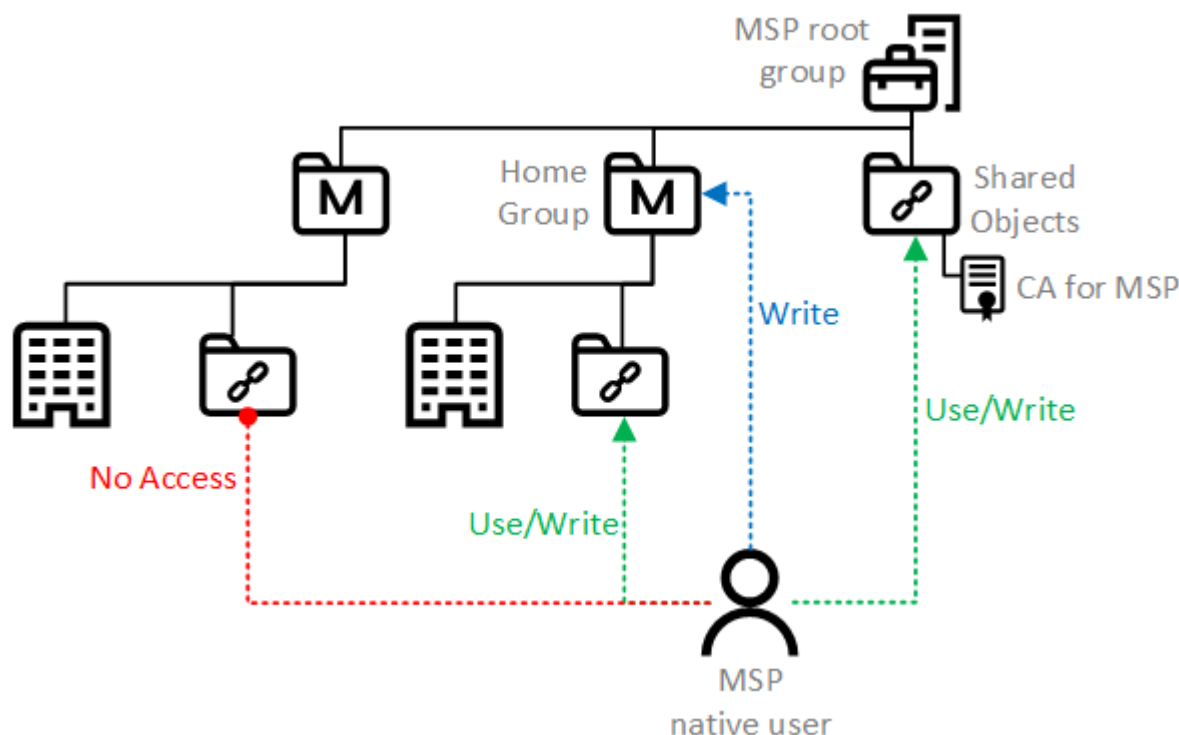 MSP root
group
M
Home
Group
M
Shared
Objects
CA for MSP
Write
Use/Write
No Access
Use/Write
MSP
native user